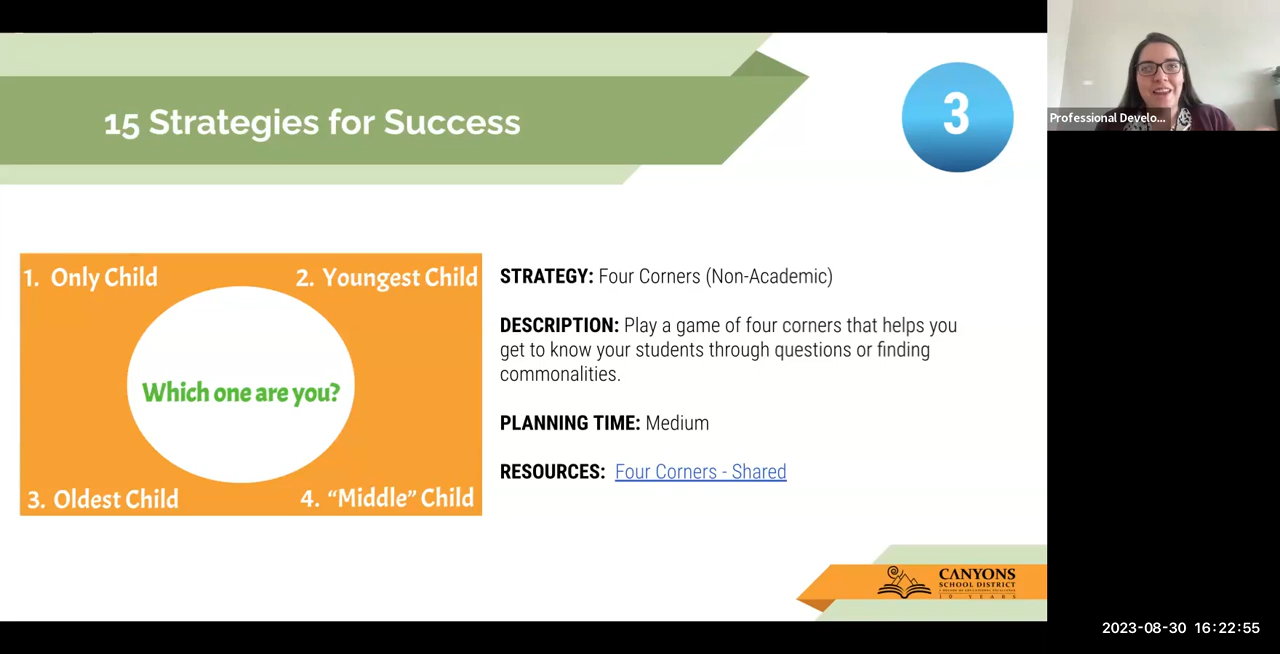 15 Strategies for Success
3
Professional Develo...
1. Only Child
2. Youngest Child
Which one are you?
3. Oldest Child
4. “Middle” Child
STRATEGY: Four Corners (Non-Academic)
DESCRIPTION: Play a game of four corners that helps you
get to know your students through questions or finding
commonalities.
PLANNING TIME: Medium
RESOURCES: Four Corners - Shared
CANYONS
SCHOOL DISTRICT
10 YEARS
2023-08-30 16:22:55